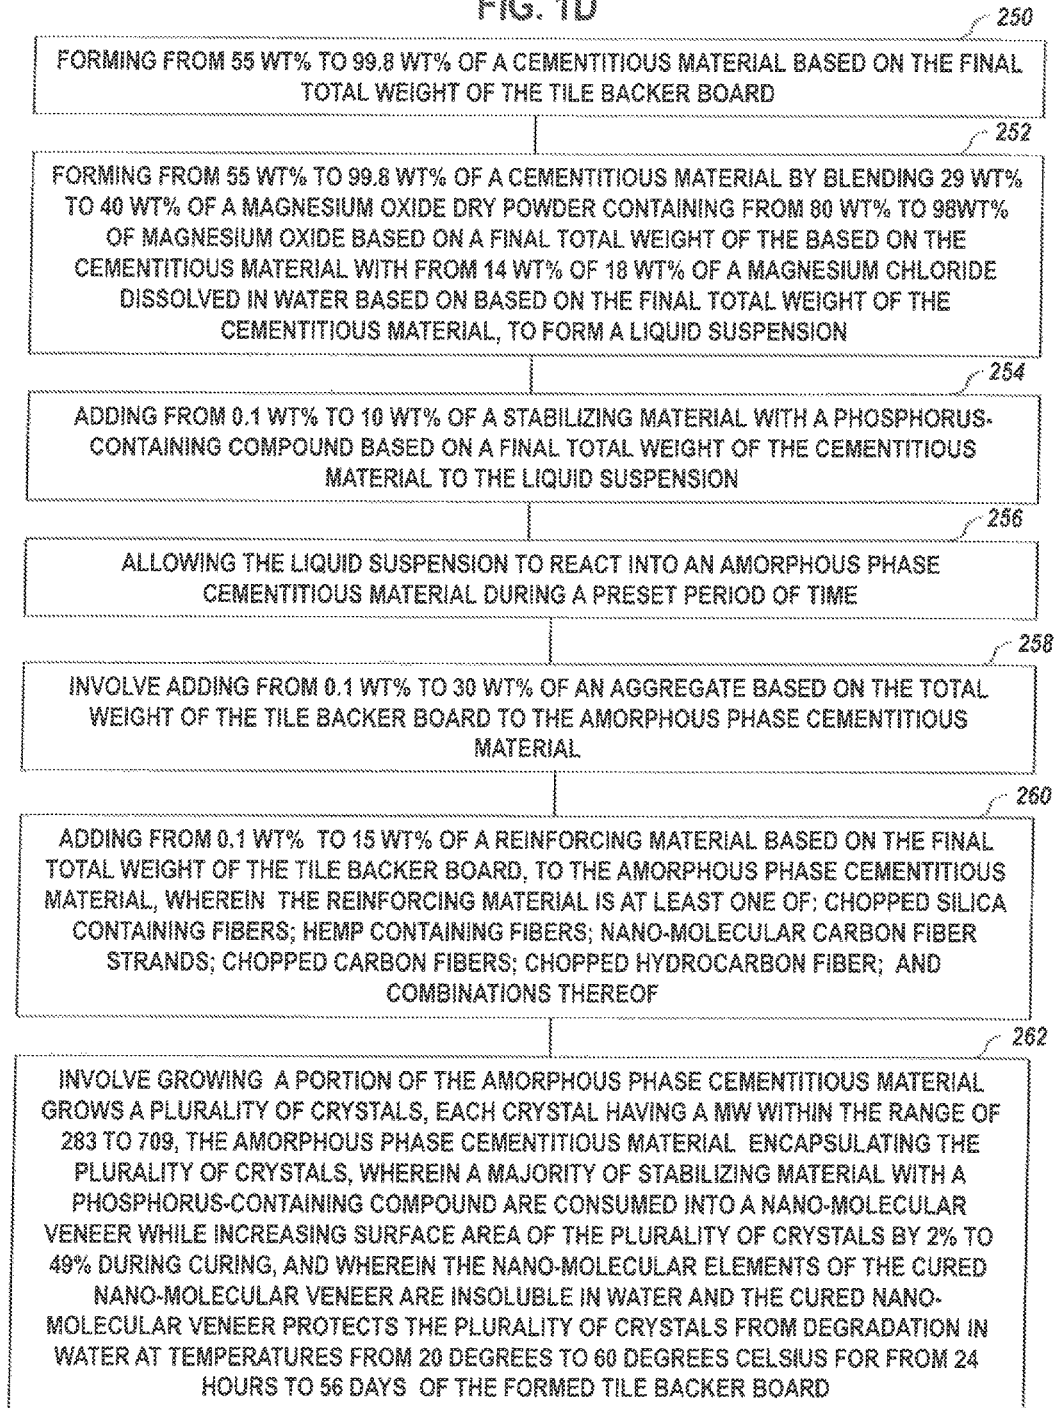 FIG. 1D
250
FORMING FROM 55 WT% TO 99.8 WT% OF A CEMENTITIOUS MATERIAL BASED ON THE FINAL
TOTAL WEIGHT OF THE TILE BACKER BOARD
252
FORMING FROM 55 WT% TO 99.8 WT% OF A CEMENTITIOUS MATERIAL BY BLENDING 29 WT%
TO 40 WT% OF A MAGNESIUM OXIDE DRY POWDER CONTAINING FROM 80 WT% TO 98WT%
OF MAGNESIUM OXIDE BASED ON A FINAL TOTAL WEIGHT OF THE BASED ON THE
CEMENTITIOUS MATERIAL WITH FROM 14 WT% OF 18 WT% OF A MAGNESIUM CHLORIDE
DISSOLVED IN WATER BASED ON BASED ON THE FINAL TOTAL WEIGHT OF THE
CEMENTITIOUS MATERIAL, TO FORM A LIQUID SUSPENSION
254
ADDING FROM 0.1 WT% TO 10 WT% OF A STABILIZING MATERIAL WITH A PHOSPHORUS-
CONTAINING COMPOUND BASED ON A FINAL TOTAL WEIGHT OF THE CEMENTITIOUS
MATERIAL TO THE LIQUID SUSPENSION
256
ALLOWING THE LIQUID SUSPENSION TO REACT INTO AN AMORPHOUS PHASE
CEMENTITIOUS MATERIAL DURING A PRESET PERIOD OF TIME
258
INVOLVE ADDING FROM 0.1 WT% TO 30 WT% OF AN AGGREGATE BASED ON THE TOTAL
WEIGHT OF THE TILE BACKER BOARD TO THE AMORPHOUS PHASE CEMENTITIOUS
MATERIAL
260
ADDING FROM 0.1 WT% TO 15 WT% OF A REINFORCING MATERIAL BASED ON THE FINAL
TOTAL WEIGHT OF THE TILE BACKER BOARD, TO THE AMORPHOUS PHASE CEMENTITIOUS
MATERIAL, WHEREIN THE REINFORCING MATERIAL IS AT LEAST ONE OF: CHOPPED SILICA
CONTAINING FIBERS; HEMP CONTAINING FIBERS; NANO-MOLECULAR CARBON FIBER
STRANDS; CHOPPED CARBON FIBERS; CHOPPED HYDROCARBON FIBER; AND
COMBINATIONS THEREOF
262
INVOLVE GROWING A PORTION OF THE AMORPHOUS PHASE CEMENTITIOUS MATERIAL
GROWS A PLURALITY OF CRYSTALS, EACH CRYSTAL HAVING A MW WITHIN THE RANGE OF
283 TO 709, THE AMORPHOUS PHASE CEMENTITIOUS MATERIAL ENCAPSULATING THE
PLURALITY OF CRYSTALS, WHEREIN A MAJORITY OF STABILIZING MATERIAL WITH A
PHOSPHORUS-CONTAINING COMPOUND ARE CONSUMED INTO A NANO-MOLECULAR
VENEER WHILE INCREASING SURFACE AREA OF THE PLURALITY OF CRYSTALS BY 2% TO
49% DURING CURING, AND WHEREIN THE NANO-MOLECULAR ELEMENTS OF THE CURED
NANO-MOLECULAR VENEER ARE INSOLUBLE IN WATER AND THE CURED NANO-
MOLECULAR VENEER PROTECTS THE PLURALITY OF CRYSTALS FROM DEGRADATION IN
WATER AT TEMPERATURES FROM 20 DEGREES TO 60 DEGREES CELSIUS FOR FROM 24
HOURS TO 56 DAYS OF THE FORMED TILE BACKER BOARD